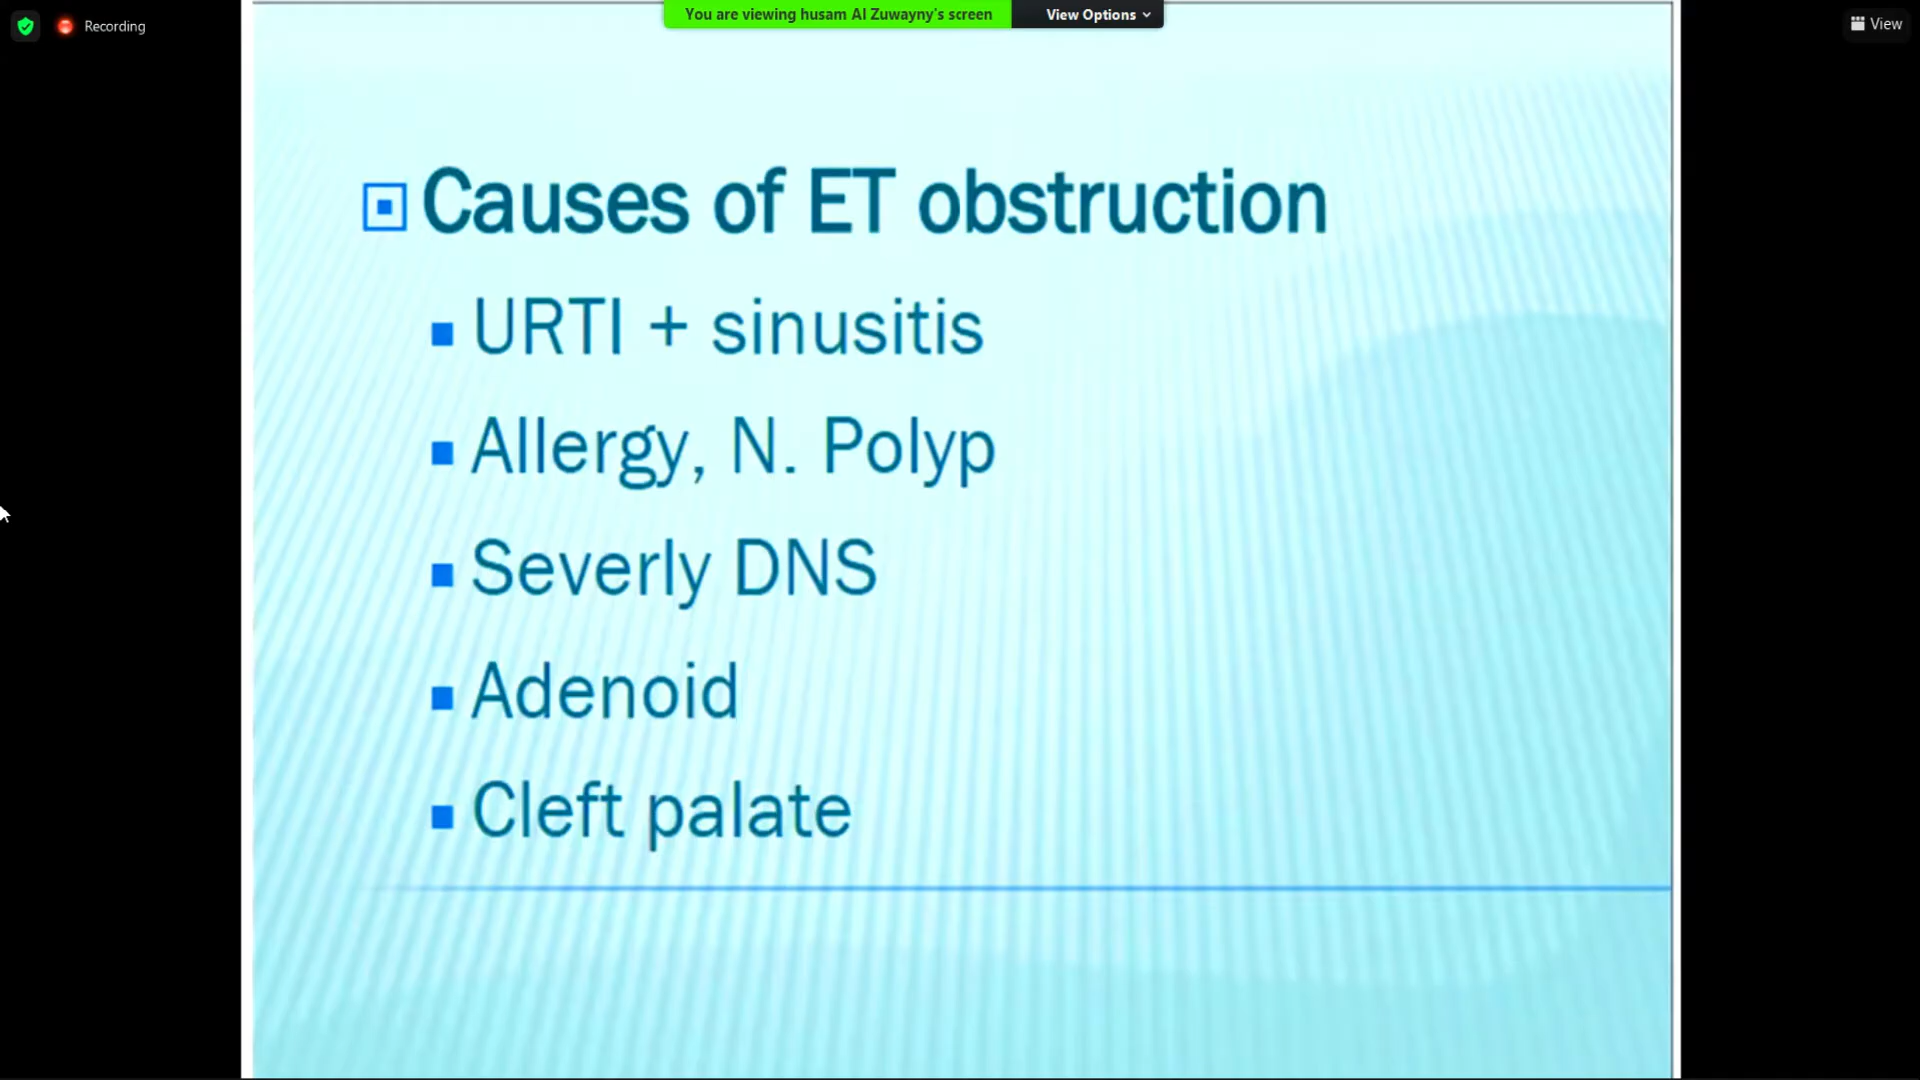 Recording
You are viewing husam Al Zuwayny's screen
View Options
View
Causes of ET obstruction
URTI + sinusitis
Allergy, N. Polyp
Severly DNS
Adenoid
Cleft palate